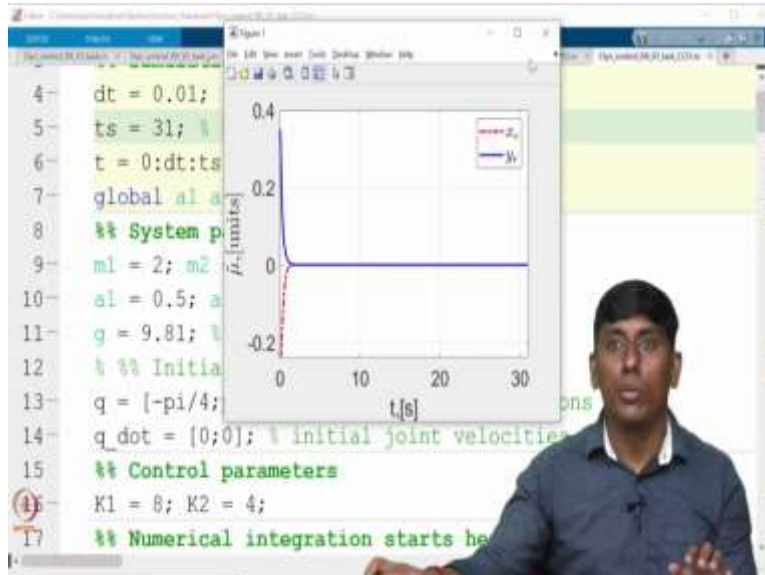 Figure 1
File Edit View Insert Tools Desktop Window Help
4 dt = 0.01;
5 ts = 31; %
6 t = 0:dt:ts
7 global a1 a
8 %% System p
9 m1 = 2; m2
10 a1 = 0.5; a
11 g = 9.81; %
12 % %% Initia
13 q = [-pi/4; ons
14 q_dot = [0;0]; % initial joint velocities
15 %% Control parameters
16 K1 = 8; K2 = 4;
17 %% Numerical integration starts he
0.4
0.2
0
-0.2
0 10 20 30
t,[s]
μ̃,[units]